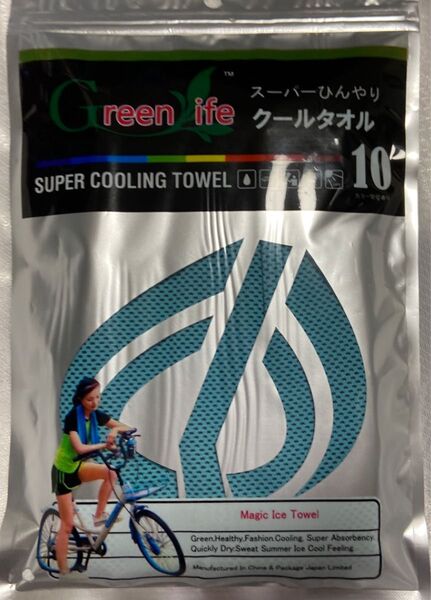 Green Life™
スーパーひんやり
クールタオル
SUPER COOLING TOWEL
10
Magic Ice Towel
Green,Healthy,Fashion,Cooling, Super Absorbency.
Quickly Dry:Sweat Summer Ice Cool Feeling
Manufactured in China & Package Japan Limited